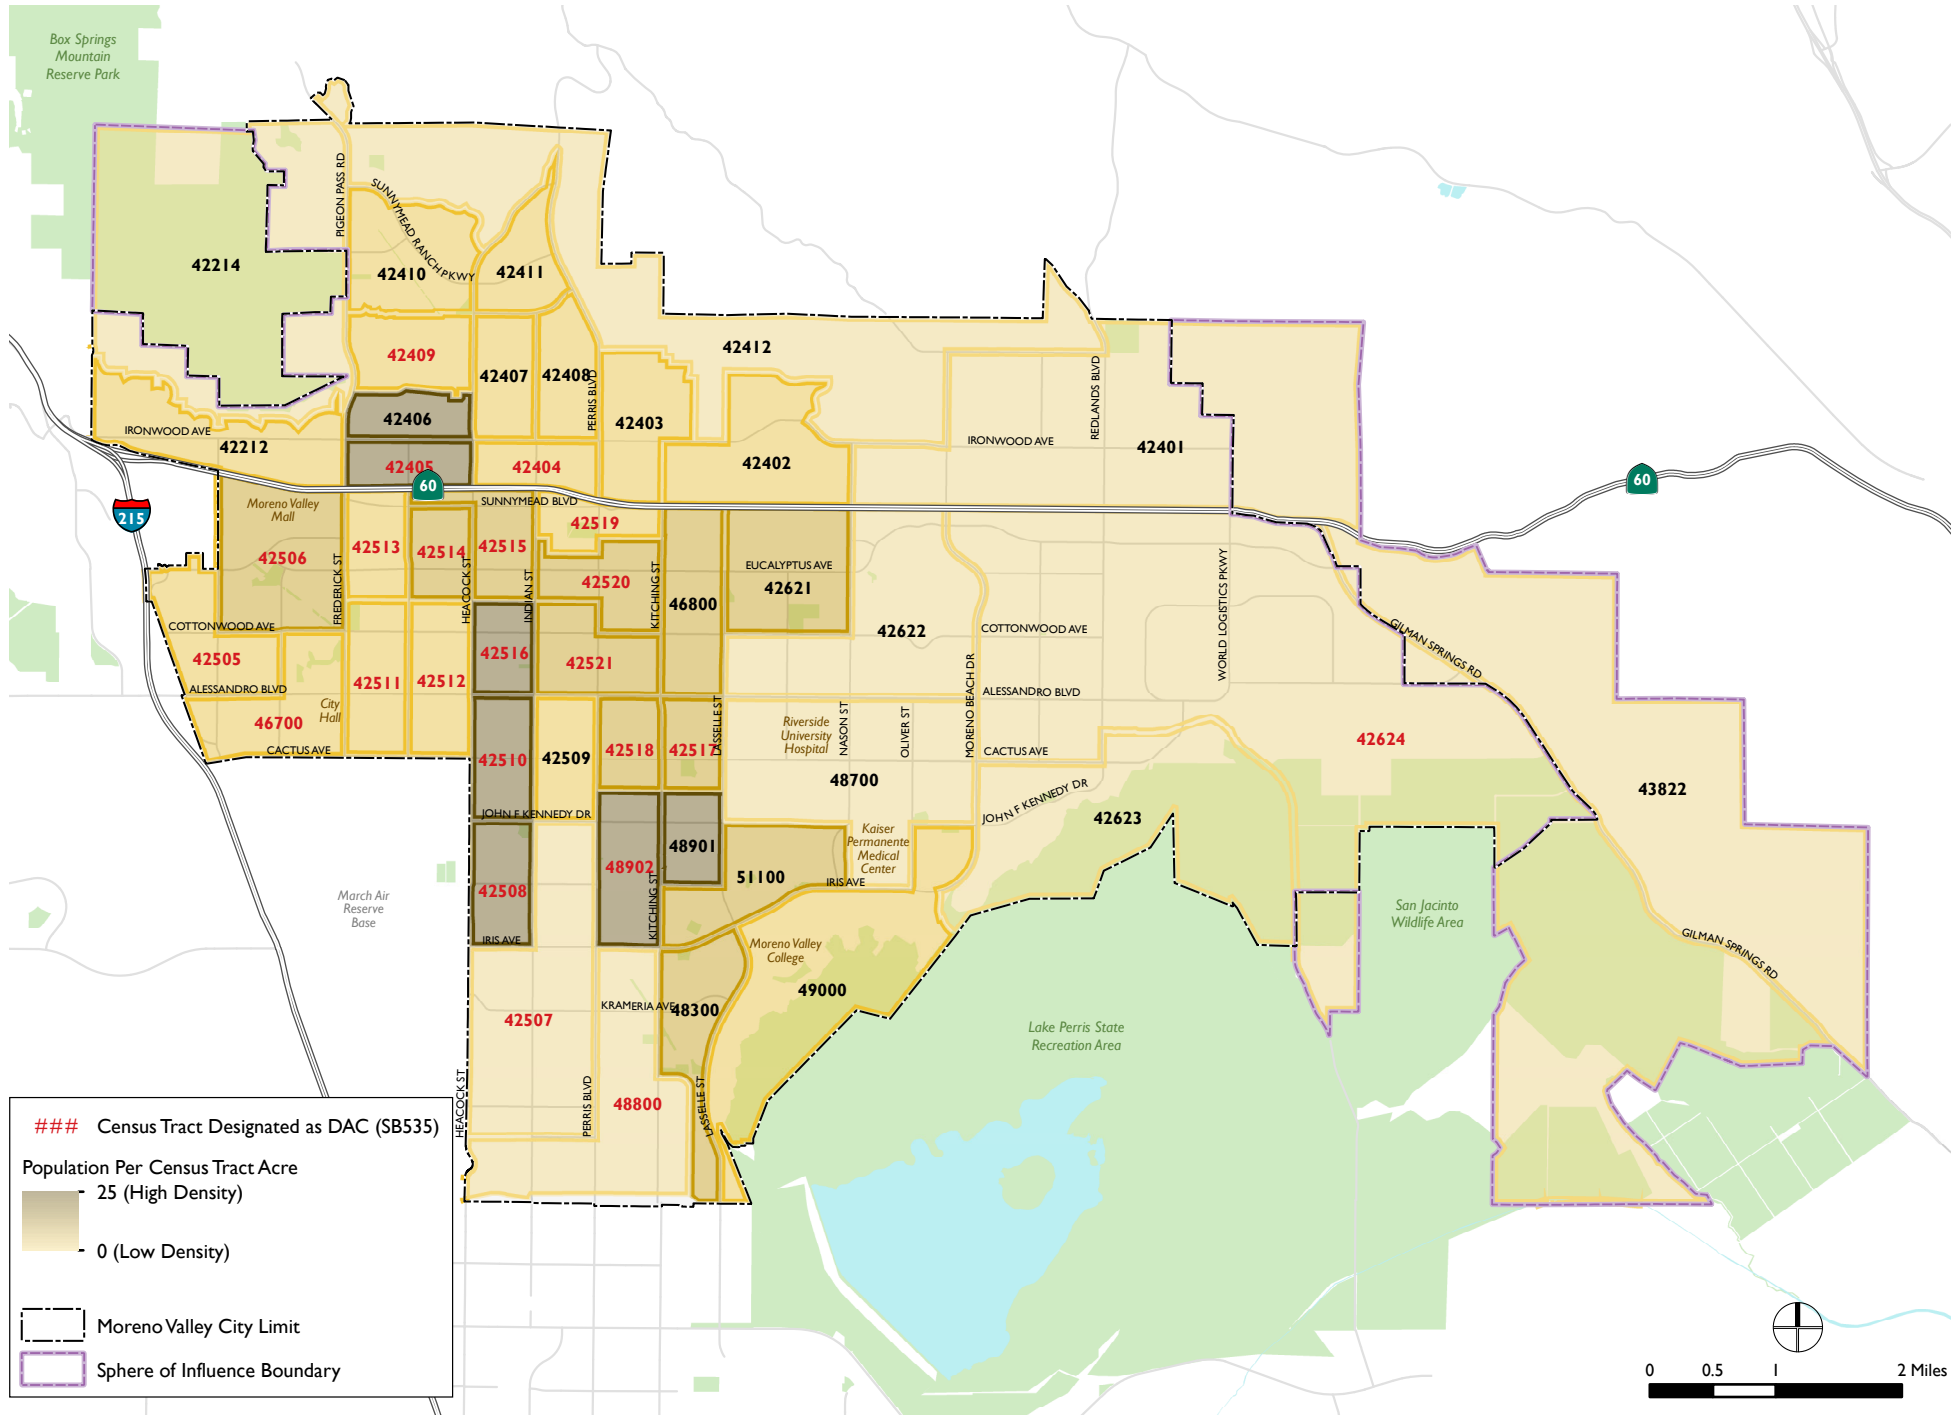 Box Springs
Mountain
Reserve Park
PIGEON PASS RD
SUNNYMEAD RANCH PKWY
42214
42410
42411
42409
42407
42408
PERRIS BLVD
42412
REDLANDS BLVD
42406
42403
IRONWOOD AVE
42212
42405
42404
42402
IRONWOOD AVE
42401
60
60
215
Moreno Valley
Mall
SUNNYMEAD BLVD
42519
42506
42513
42514
42515
FREDERICK ST
HEACOCK ST
INDIAN ST
42520
KITCHING ST
46800
EUCALYPTUS AVE
42621
WORLD LOGISTICS PKWY
COTTONWOOD AVE
42622
COTTONWOOD AVE
GILMAN SPRINGS RD
42505
42516
42521
42511
42512
ALESSANDRO BLVD
ALESSANDRO BLVD
MORENO BEACH DR
City
Hall
46700
CACTUS AVE
LASSELLE ST
Riverside
University
Hospital
NASON ST
OLIVER ST
CACTUS AVE
42624
42510
42509
42518
42517
48700
43822
JOHN F KENNEDY DR
JOHN F KENNEDY DR
42623
Kaiser
Permanente
Medical
Center
48901
48902
KITCHING ST
51100
IRIS AVE
42508
March Air
Reserve
Base
IRIS AVE
San Jacinto
Wildlife Area
Moreno Valley
College
GILMAN SPRINGS RD
49000
KRAMERIA AVE
48300
42507
Lake Perris State
Recreation Area
HEACOCK ST
PERRIS BLVD
48800
LASSELLE ST
### Census Tract Designated as DAC (SB535)
Population Per Census Tract Acre
25 (High Density)
0 (Low Density)
Moreno Valley City Limit
Sphere of Influence Boundary
0 0.5 1 2 Miles